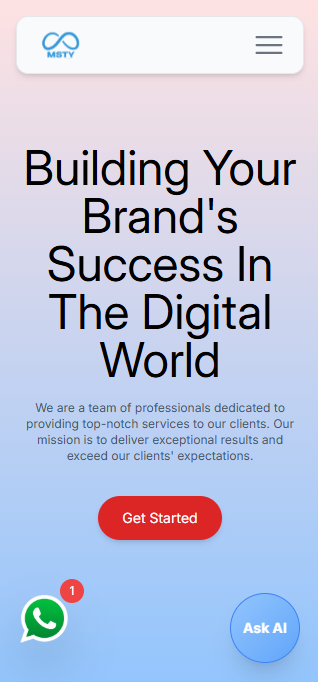 MSTY
Building Your
Brand's
Success In
The Digital
World
We are a team of professionals dedicated to
providing top-notch services to our clients. Our
mission is to deliver exceptional results and
exceed our clients' expectations.
Get Started
1
Ask AI